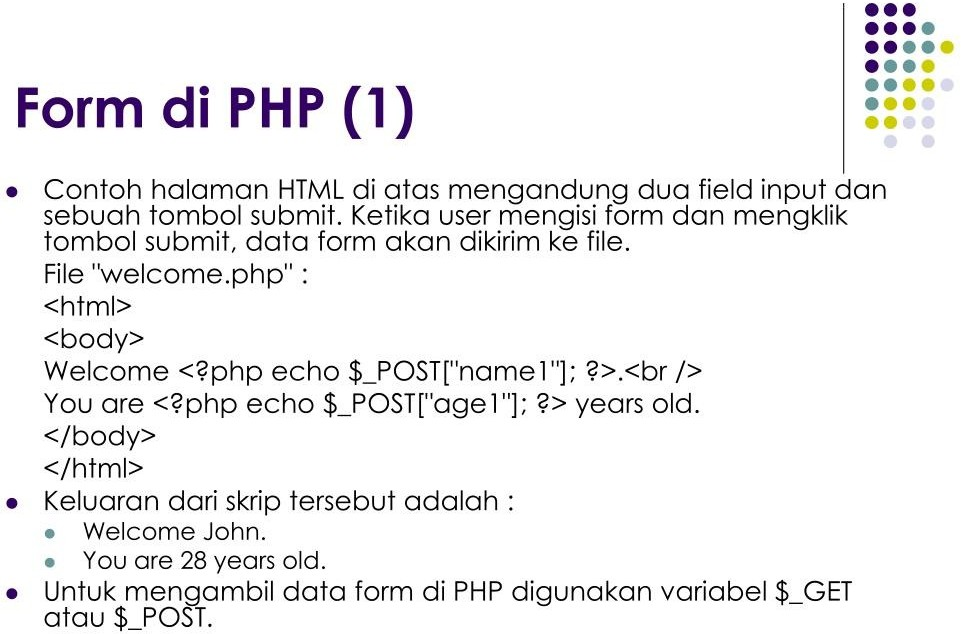 Form di PHP (1)
Contoh halaman HTML di atas mengandung dua field input dan
sebuah tombol submit. Ketika user mengisi form dan mengklik
tombol submit, data form akan dikirim ke file.
File "welcome.php" :
<html>
<body>
Welcome <?php echo $_POST["name1"]; ?>.<br />
You are <?php echo $_POST["age1"]; ?> years old.
</body>
</html>
Keluaran dari skrip tersebut adalah :
Welcome John.
You are 28 years old.
Untuk mengambil data form di PHP digunakan variabel $_GET
atau $_POST.